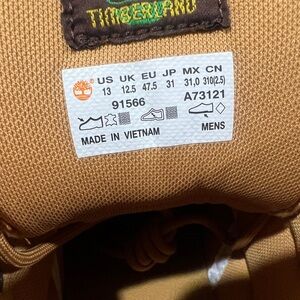 TIMBERLAND
US UK EU JP MX CN
13 12.5 47.5 31 31,0 310(2.5)
91566 A73121
MADE IN VIETNAM MENS